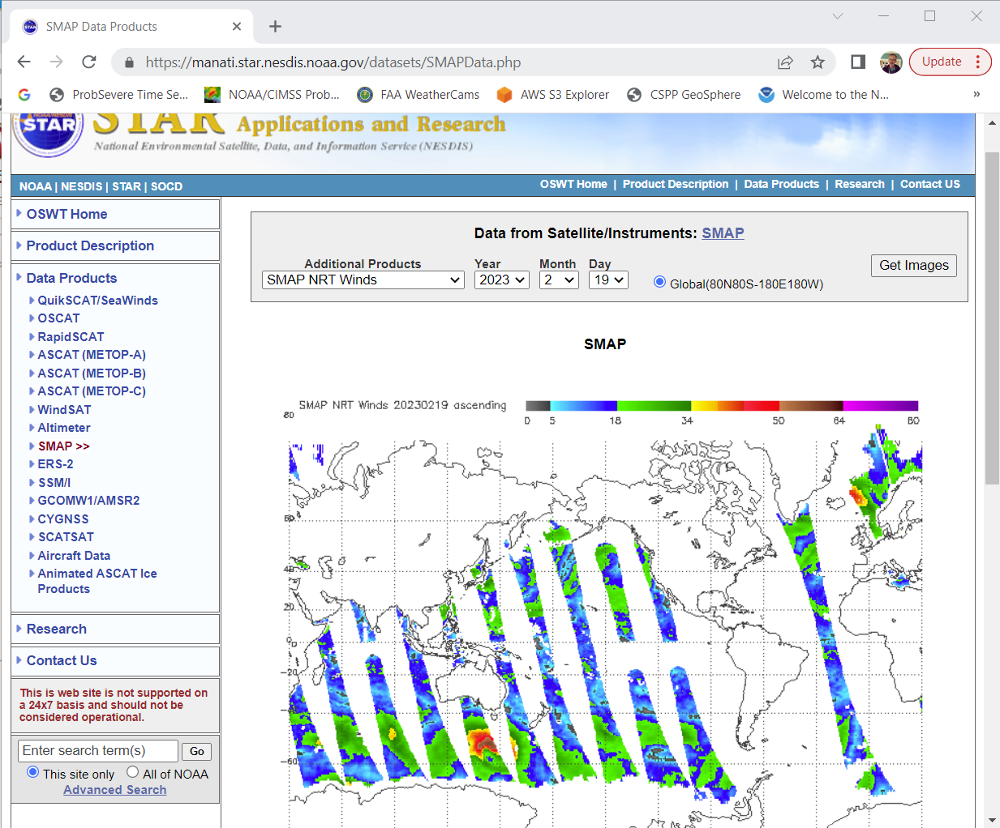 SMAP Data Products
https://manati.star.nesdis.noaa.gov/datasets/SMAPData.php
Update
ProbSevere Time Se...
NOAA/CIMSS Prob...
FAA WeatherCams
AWS S3 Explorer
CSPP GeoSphere
Welcome to the N...
»
STAR
STAR Applications and Research
National Environmental Satellite, Data, and Information Service (NESDIS)
NOAA | NESDIS | STAR | SOCD
OSWT Home | Product Description | Data Products | Research | Contact US
OSWT Home
Product Description
Data Products
QuikSCAT/SeaWinds
OSCAT
RapidSCAT
ASCAT (METOP-A)
ASCAT (METOP-B)
ASCAT (METOP-C)
WindSAT
Altimeter
SMAP >>
ERS-2
SSM/I
GCOMW1/AMSR2
CYGNSS
SCATSAT
Aircraft Data
Animated ASCAT Ice
Products
Research
Contact Us
This is web site is not supported on
a 24x7 basis and should not be
considered operational.
Enter search term(s) Go
This site only All of NOAA
Advanced Search
Data from Satellite/Instruments: SMAP
Additional Products Year Month Day
SMAP NRT Winds 2023 2 19
Global(80N80S-180E180W)
Get Images
SMAP
SMAP NRT Winds 20230219 ascending
0 5 18 34 50 64 80
80
60
40
20
0
-20
-40
-60